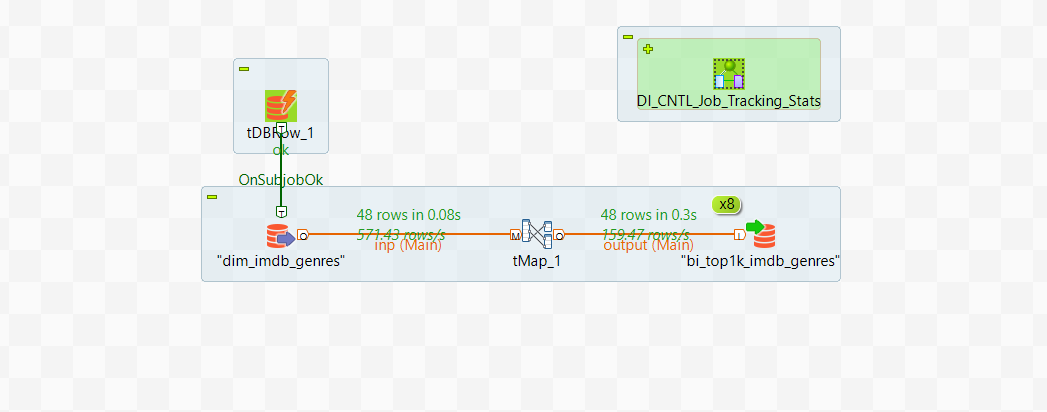 DI_CNTL_Job_Tracking_Stats
tDBRow_1
ok
OnSubjobOk
48 rows in 0.08s
571.43 rows/s
inp (Main)
48 rows in 0.3s
159.47 rows/s
output (Main)
x8
"dim_imdb_genres"
tMap_1
"bi_top1k_imdb_genres"
T
T
O
M
O
I